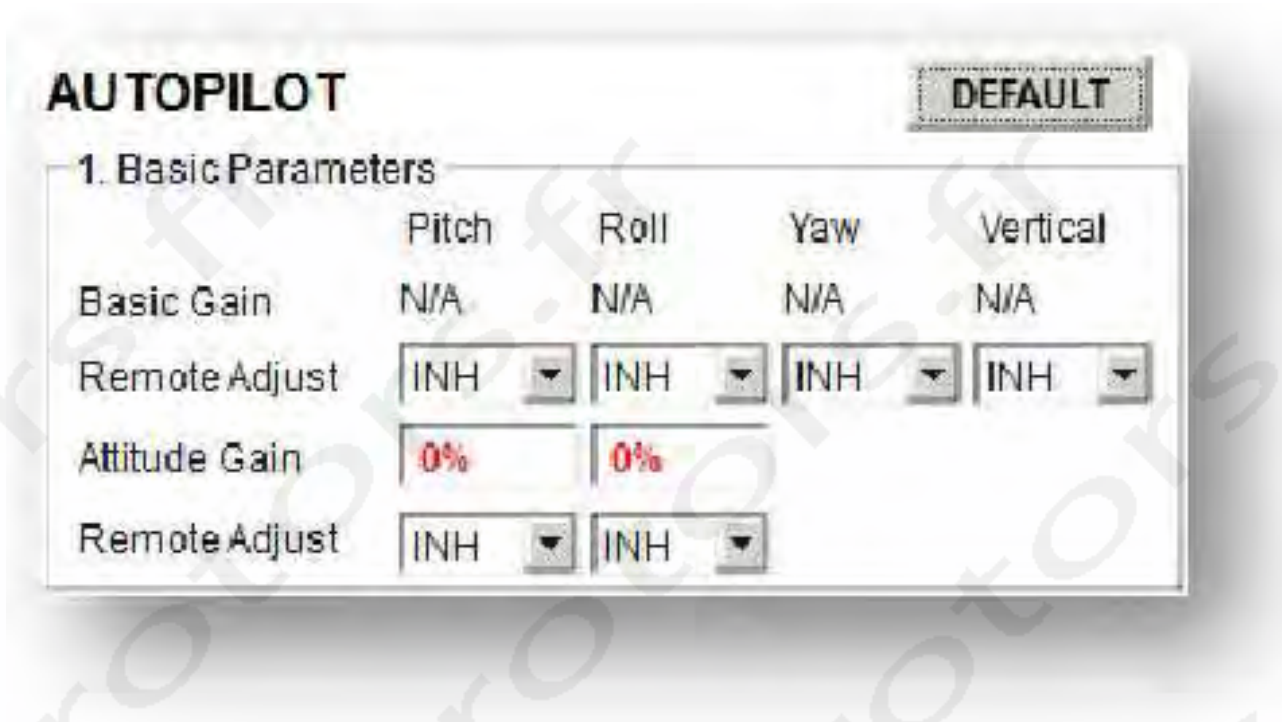 AUTOPILOT DEFAULT
1. Basic Parameters
Pitch Roll Yaw Vertical
Basic Gain N/A N/A N/A N/A
Remote Adjust INH INH INH INH
Attitude Gain 0% 0%
Remote Adjust INH INH